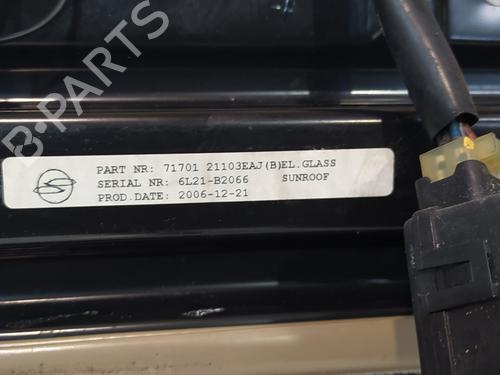 B-PARTS
PART NR: 71701 21103EAJ(B)EL.GLASS
SERIAL NR: 6L21-B2066 SUNROOF
PROD.DATE: 2006-12-21